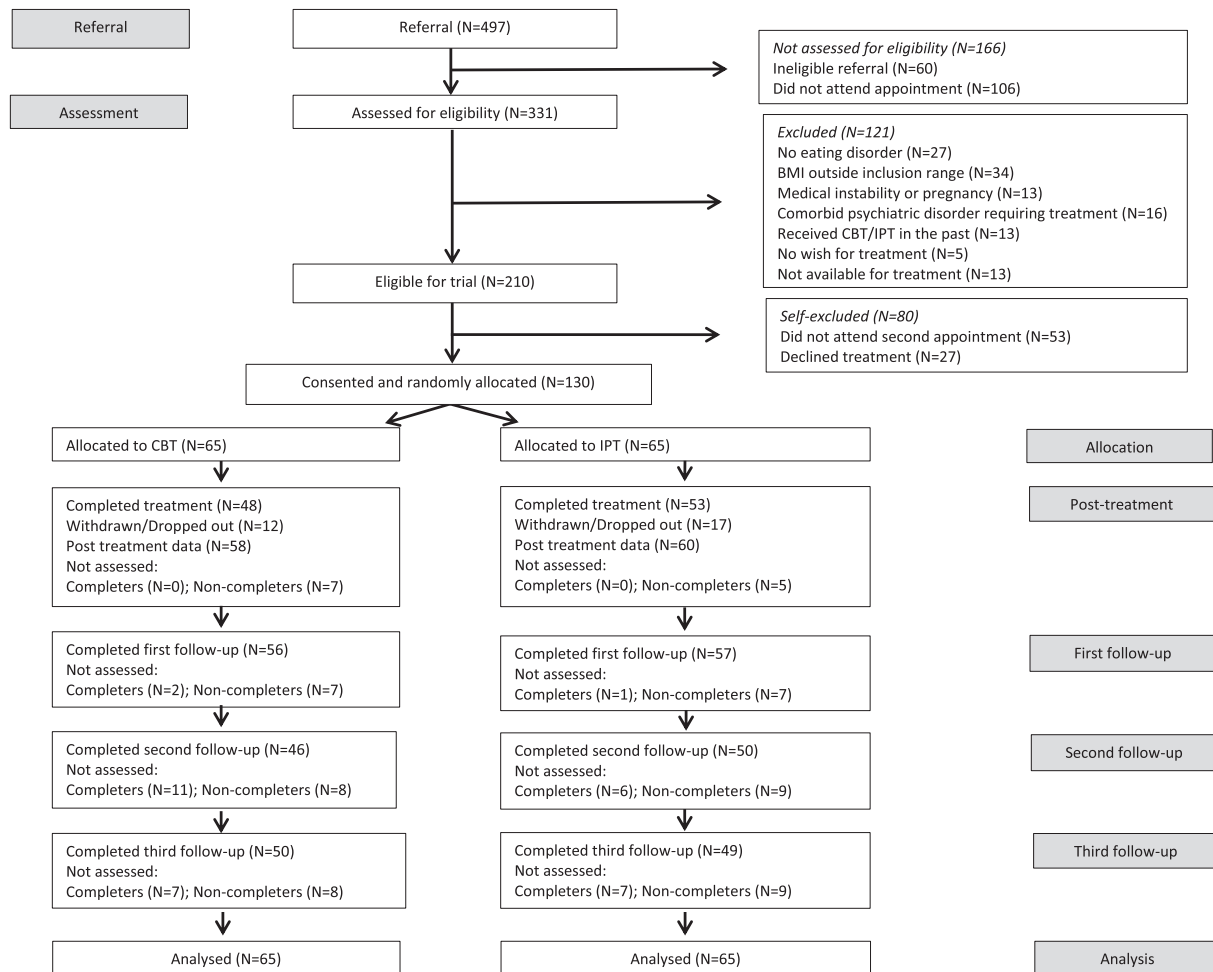 Referral
Referral (N=497)
Not assessed for eligibility (N=166)
Ineligible referral (N=60)
Did not attend appointment (N=106)
Assessment
Assessed for eligibility (N=331)
Excluded (N=121)
No eating disorder (N=27)
BMI outside inclusion range (N=34)
Medical instability or pregnancy (N=13)
Comorbid psychiatric disorder requiring treatment (N=16)
Received CBT/IPT in the past (N=13)
No wish for treatment (N=5)
Not available for treatment (N=13)
Eligible for trial (N=210)
Self-excluded (N=80)
Did not attend second appointment (N=53)
Declined treatment (N=27)
Consented and randomly allocated (N=130)
Allocated to CBT (N=65)
Allocated to IPT (N=65)
Allocation
Completed treatment (N=48)
Withdrawn/Dropped out (N=12)
Post treatment data (N=58)
Not assessed:
Completers (N=0); Non-completers (N=7)
Completed treatment (N=53)
Withdrawn/Dropped out (N=17)
Post treatment data (N=60)
Not assessed:
Completers (N=0); Non-completers (N=5)
Post-treatment
Completed first follow-up (N=56)
Not assessed:
Completers (N=2); Non-completers (N=7)
Completed first follow-up (N=57)
Not assessed:
Completers (N=1); Non-completers (N=7)
First follow-up
Completed second follow-up (N=46)
Not assessed:
Completers (N=11); Non-completers (N=8)
Completed second follow-up (N=50)
Not assessed:
Completers (N=6); Non-completers (N=9)
Second follow-up
Completed third follow-up (N=50)
Not assessed:
Completers (N=7); Non-completers (N=8)
Completed third follow-up (N=49)
Not assessed:
Completers (N=7); Non-completers (N=9)
Third follow-up
Analysed (N=65)
Analysed (N=65)
Analysis